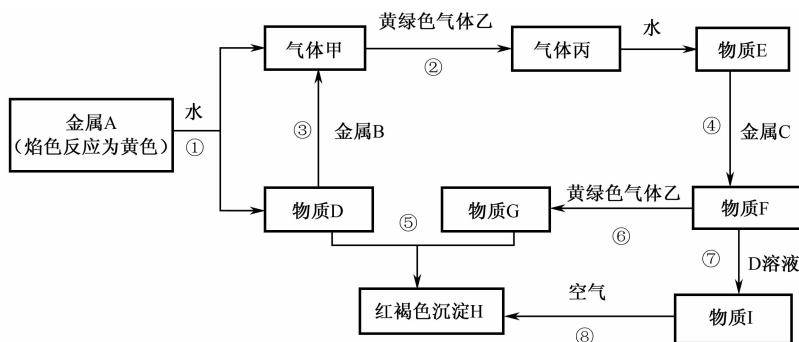 黄绿色气体乙
气体甲
②
气体丙
水
物质E
金属A
(焰色反应为黄色)
水
①
③
金属B
④
金属C
物质D
⑤
物质G
黄绿色气体乙
⑥
物质F
⑦
D溶液
红褐色沉淀H
空气
⑧
物质I